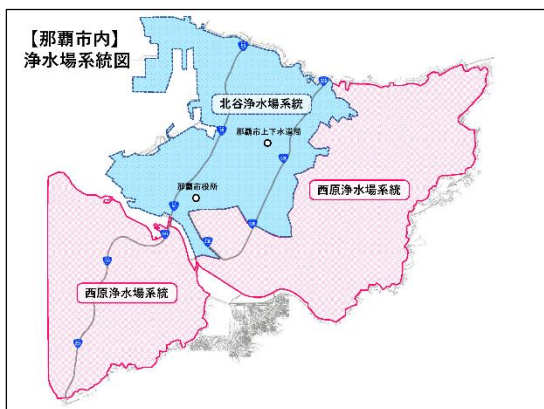 【那覇市内】
浄水場系統図
北谷浄水場系統
那覇市上下水道局
那覇市役所
西原浄水場系統
西原浄水場系統